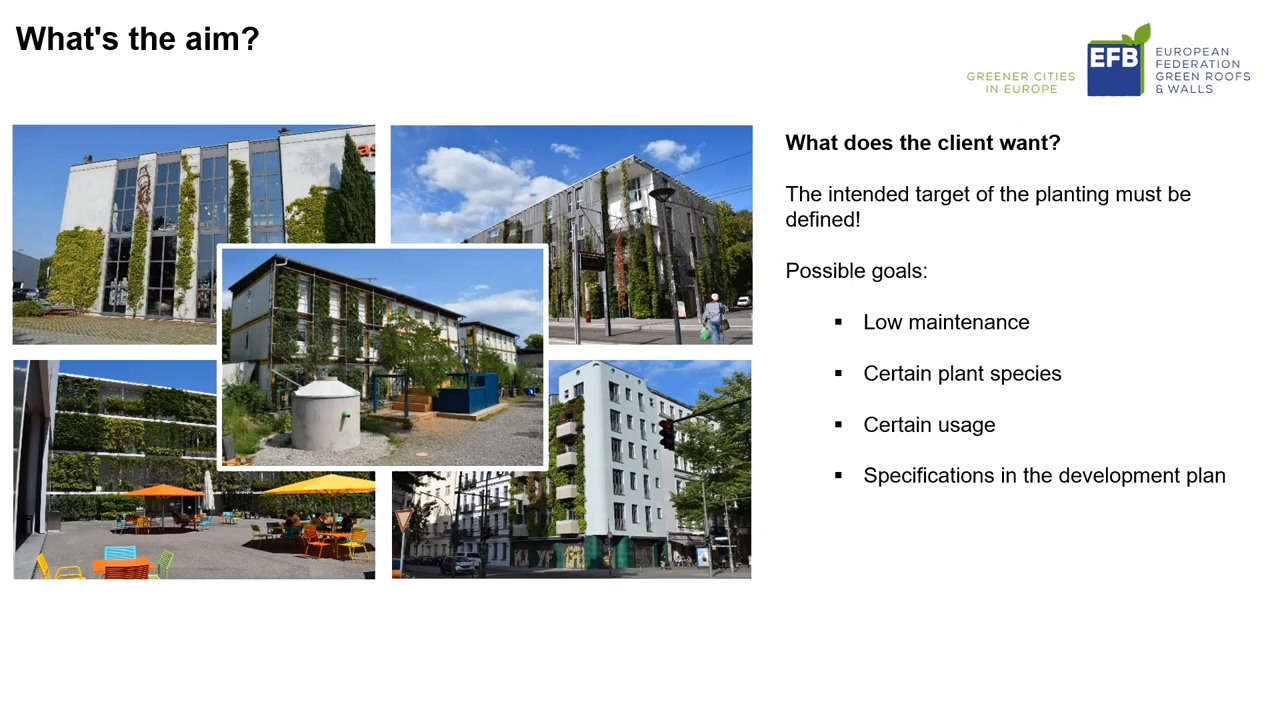 What's the aim?
GREENER CITIES
IN EUROPE
EFB
EUROPEAN
FEDERATION
GREEN ROOFS
& WALLS
What does the client want?
The intended target of the planting must be
defined!
Possible goals:
▪ Low maintenance
▪ Certain plant species
▪ Certain usage
▪ Specifications in the development plan